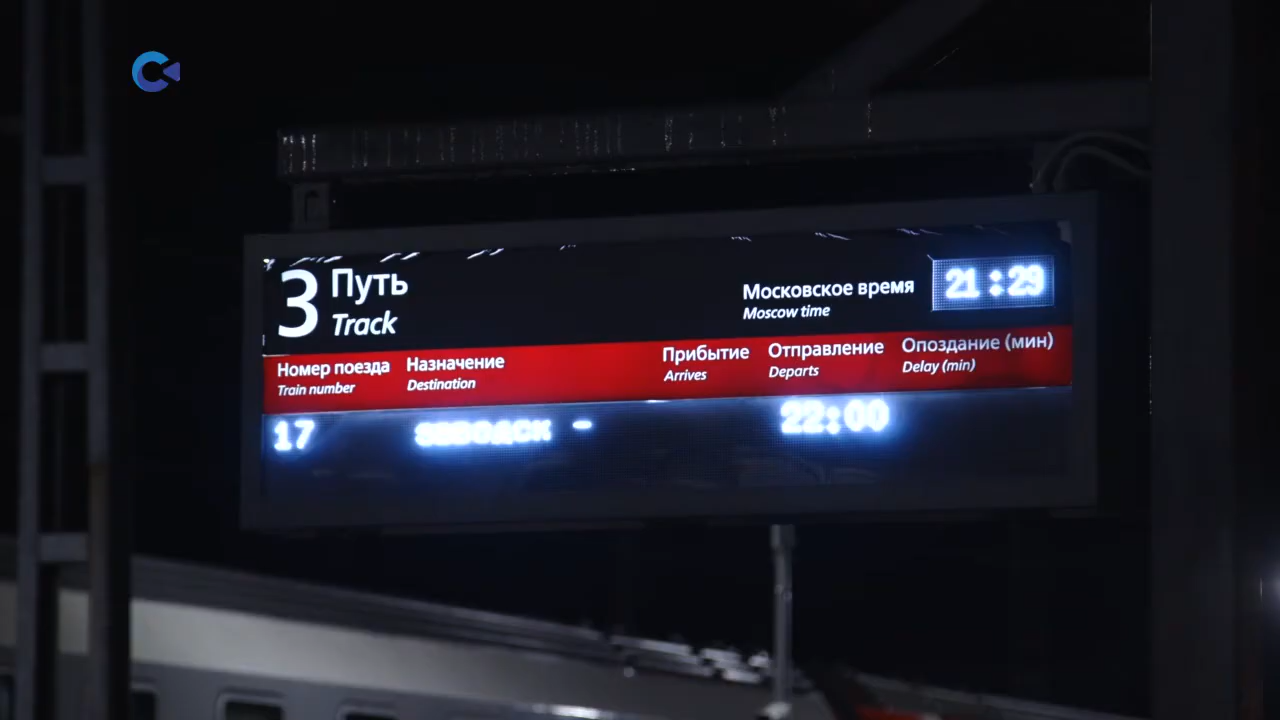 3 Путь
Track
Московское время
Moscow time
21:29
Номер поезда
Train number
Назначение
Destination
Прибытие
Arrives
Отправление
Departs
Опоздание (мин)
Delay (min)
17
ЗАВОДСК -
22:00